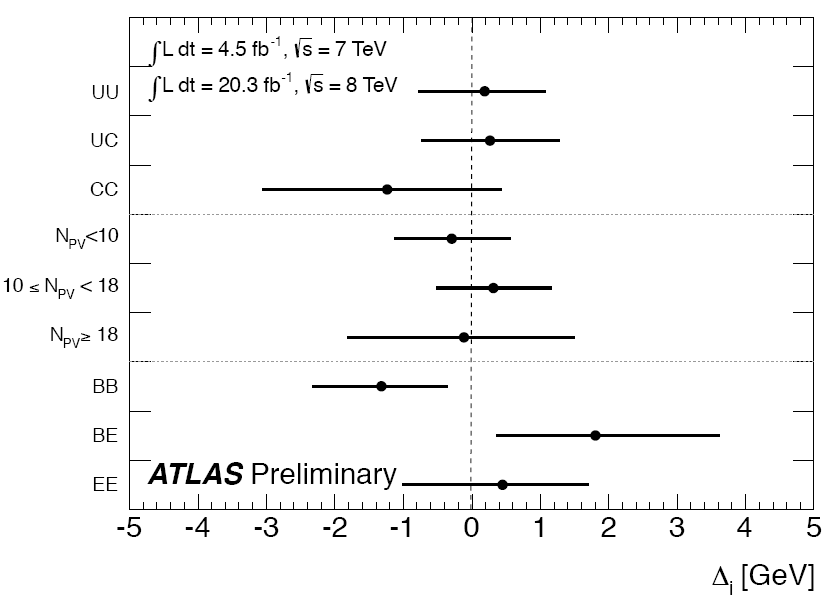 ∫L dt = 4.5 fb⁻¹, √s = 7 TeV
∫L dt = 20.3 fb⁻¹, √s = 8 TeV
UU
UC
CC
N_PV<10
10 ≤ N_PV < 18
N_PV≥ 18
BB
BE
EE
ATLAS Preliminary
-5 -4 -3 -2 -1 0 1 2 3 4 5
Δ_i [GeV]